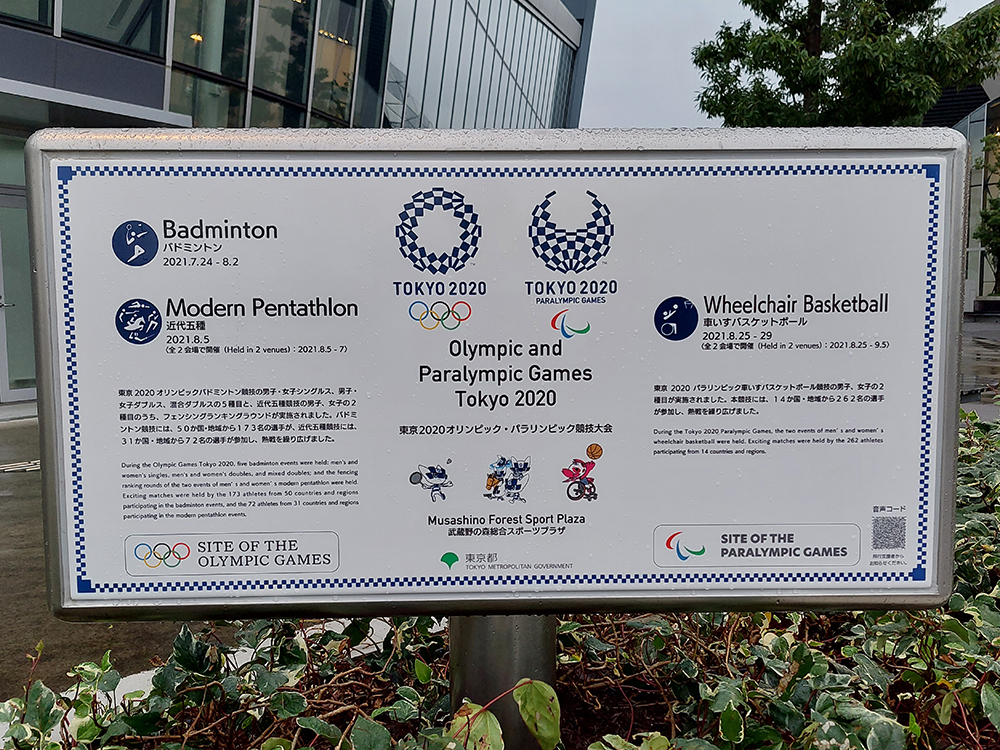 Badminton
バドミントン
2021.7.24 - 8.2
Modern Pentathlon
近代五種
2021.8.5
(全2会場で開催 (Held in 2 venues) : 2021.8.5 - 7)
東京 2020 オリンピックバドミントン競技の男子・女子シングルス、男子・
女子ダブルス、混合ダブルスの5種目と、近代五種競技の男子、女子の2
種目のうち、フェンシングランキングラウンドが実施されました。バドミ
ントン競技には、50か国・地域から173名の選手が、近代五種競技には、
31か国・地域から72名の選手が参加し、熱戦を繰り広げました。
During the Olympic Games Tokyo 2020, five badminton events were held: men's and
women's singles, men's and women's doubles, and mixed doubles; and the fencing
ranking rounds of the two events of men' s and women' s modern pentathlon were held.
Exciting matches were held by the 173 athletes from 50 countries and regions
participating in the badminton events, and the 72 athletes from 31 countries and regions
participating in the modern pentathlon events.
SITE OF THE
OLYMPIC GAMES
TOKYO 2020
TOKYO 2020
PARALYMPIC GAMES
Olympic and
Paralympic Games
Tokyo 2020
東京2020オリンピック・パラリンピック競技大会
Musashino Forest Sport Plaza
武蔵野の森総合スポーツプラザ
東京都
TOKYO METROPOLITAN GOVERNMENT
Wheelchair Basketball
車いすバスケットボール
2021.8.25 - 29
(全2会場で開催 (Held in 2 venues) : 2021.8.25 - 9.5)
東京 2020 パラリンピック車いすバスケットボール競技の男子、女子の2
種目が実施されました。本競技には、14か国・地域から262名の選手
が参加し、熱戦を繰り広げました。
During the Tokyo 2020 Paralympic Games, the two events of men' s and women' s
wheelchair basketball were held. Exciting matches were held by the 262 athletes
participating from 14 countries and regions.
SITE OF THE
PARALYMPIC GAMES
音声コード
お知らせください。